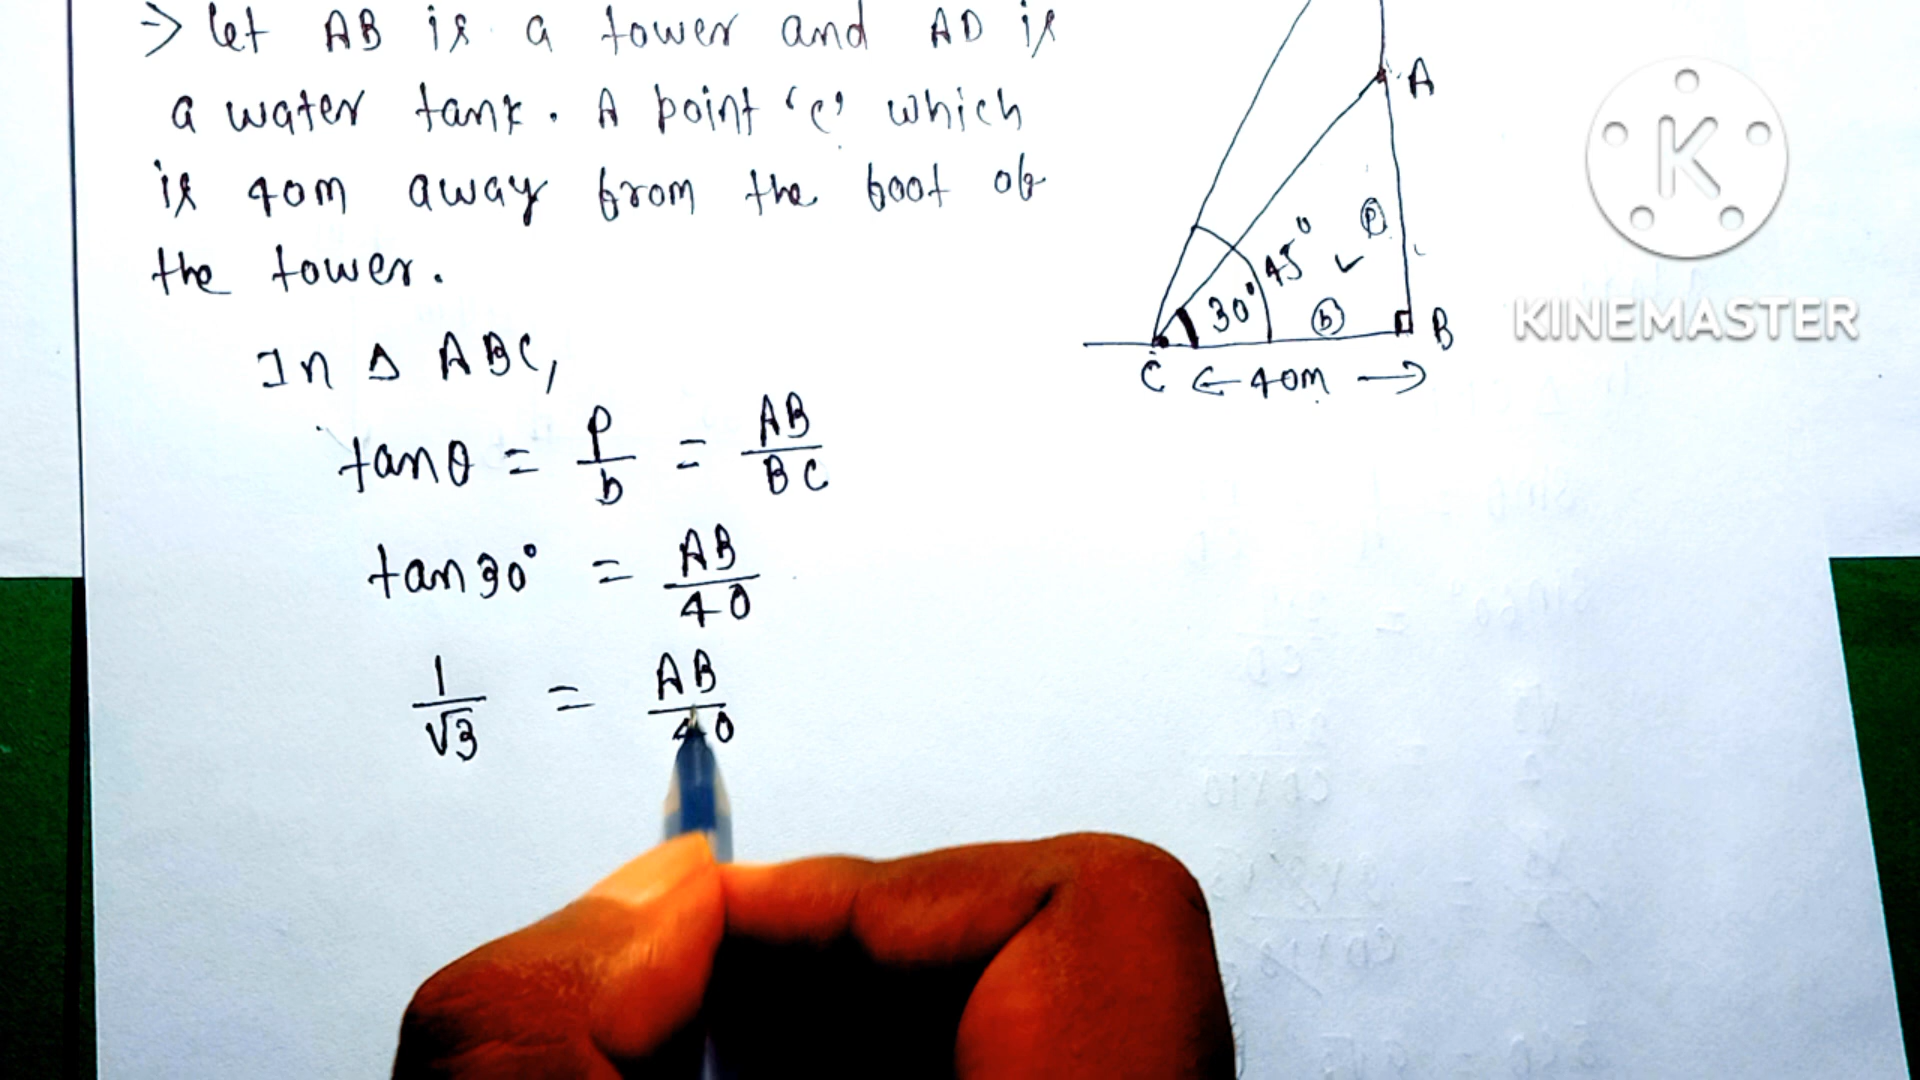 → let AB is a tower and AD is
a water tank. A point 'c' which
is 40m away from the foot of
the tower.
In Δ ABC,
tanθ = p/b = AB/BC
tan30° = AB/40
1/√3 = AB/40
A
p
45°
30°
b
B
C ← 40m →
K
KINEMASTER